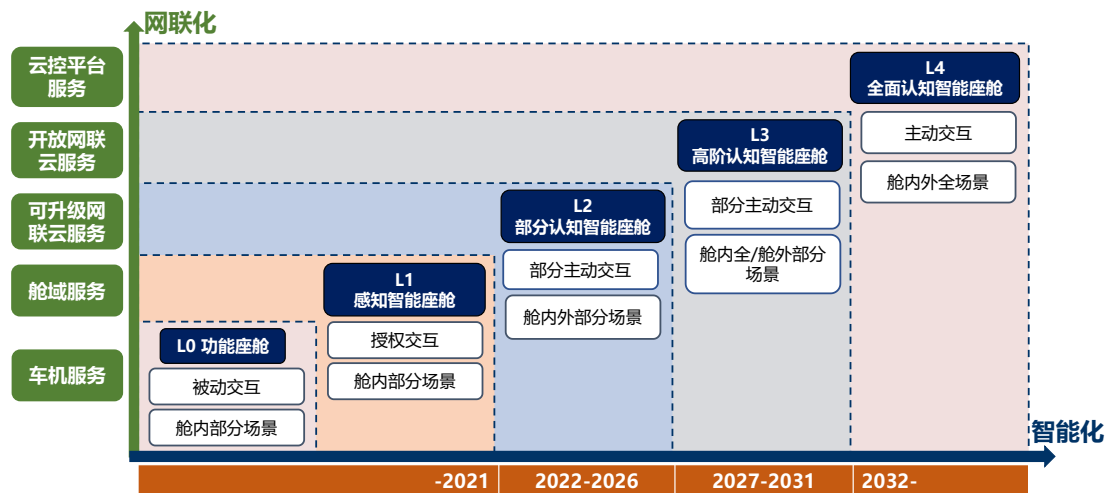 网联化
云控平台
服务
开放网联
云服务
可升级网
联云服务
舱域服务
车机服务
L4
全面认知智能座舱
主动交互
舱内外全场景
L3
高阶认知智能座舱
部分主动交互
舱内全/舱外部分
场景
L2
部分认知智能座舱
部分主动交互
舱内外部分场景
L1
感知智能座舱
授权交互
舱内部分场景
L0 功能座舱
被动交互
舱内部分场景
智能化
-2021
2022-2026
2027-2031
2032-